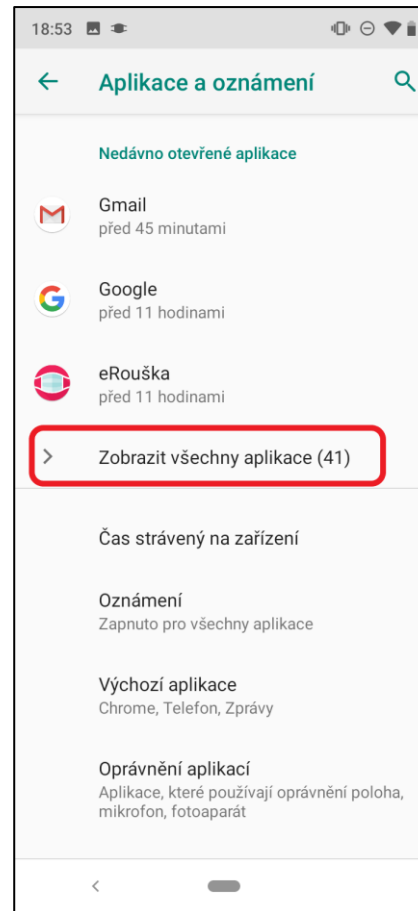 18:53
Aplikace a oznámení
Nedávno otevřené aplikace
Gmail
před 45 minutami
Google
před 11 hodinami
eRouška
před 11 hodinami
Zobrazit všechny aplikace (41)
Čas strávený na zařízení
Oznámení
Zapnuto pro všechny aplikace
Výchozí aplikace
Chrome, Telefon, Zprávy
Oprávnění aplikací
Aplikace, které používají oprávnění poloha,
mikrofon, fotoaparát